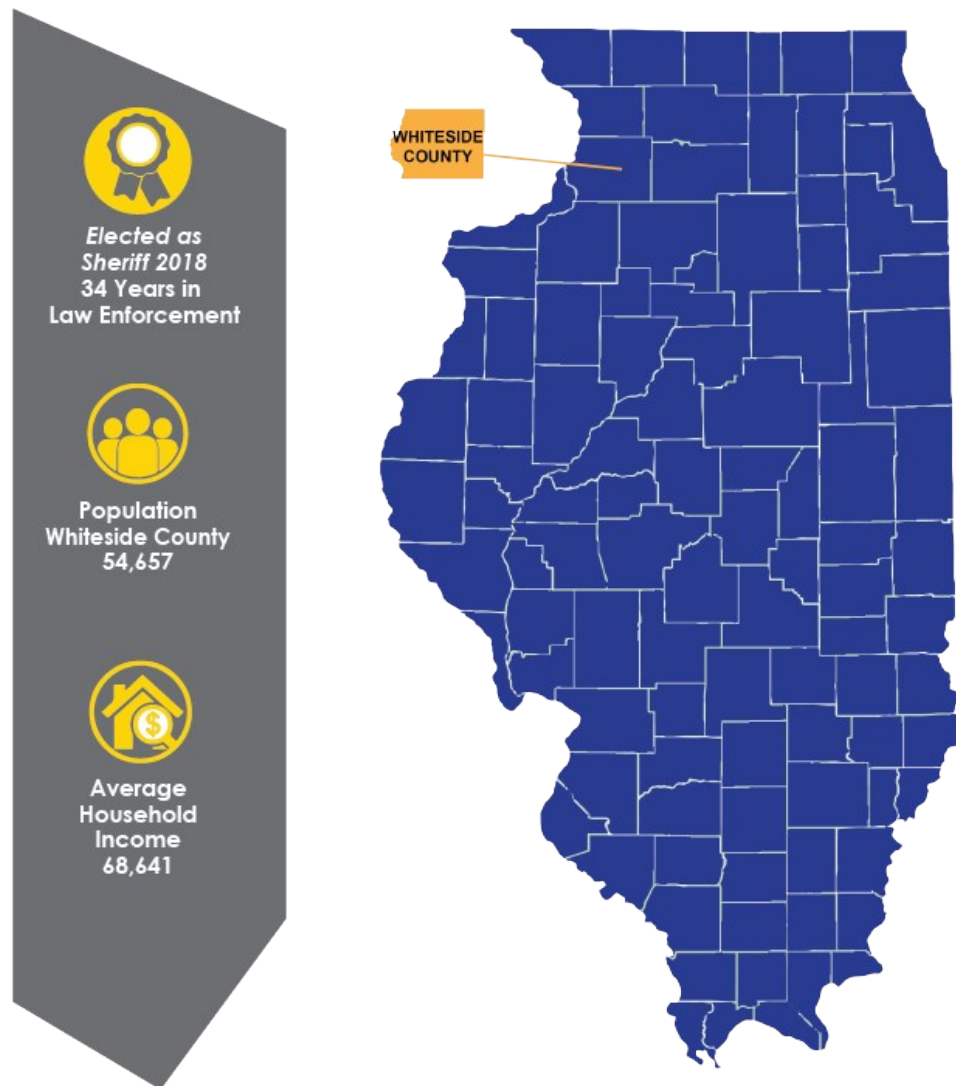 Elected as
Sheriff 2018
34 Years in
Law Enforcement
Population
Whiteside County
54,657
$
Average
Household
Income
68,641
WHITESIDE
COUNTY